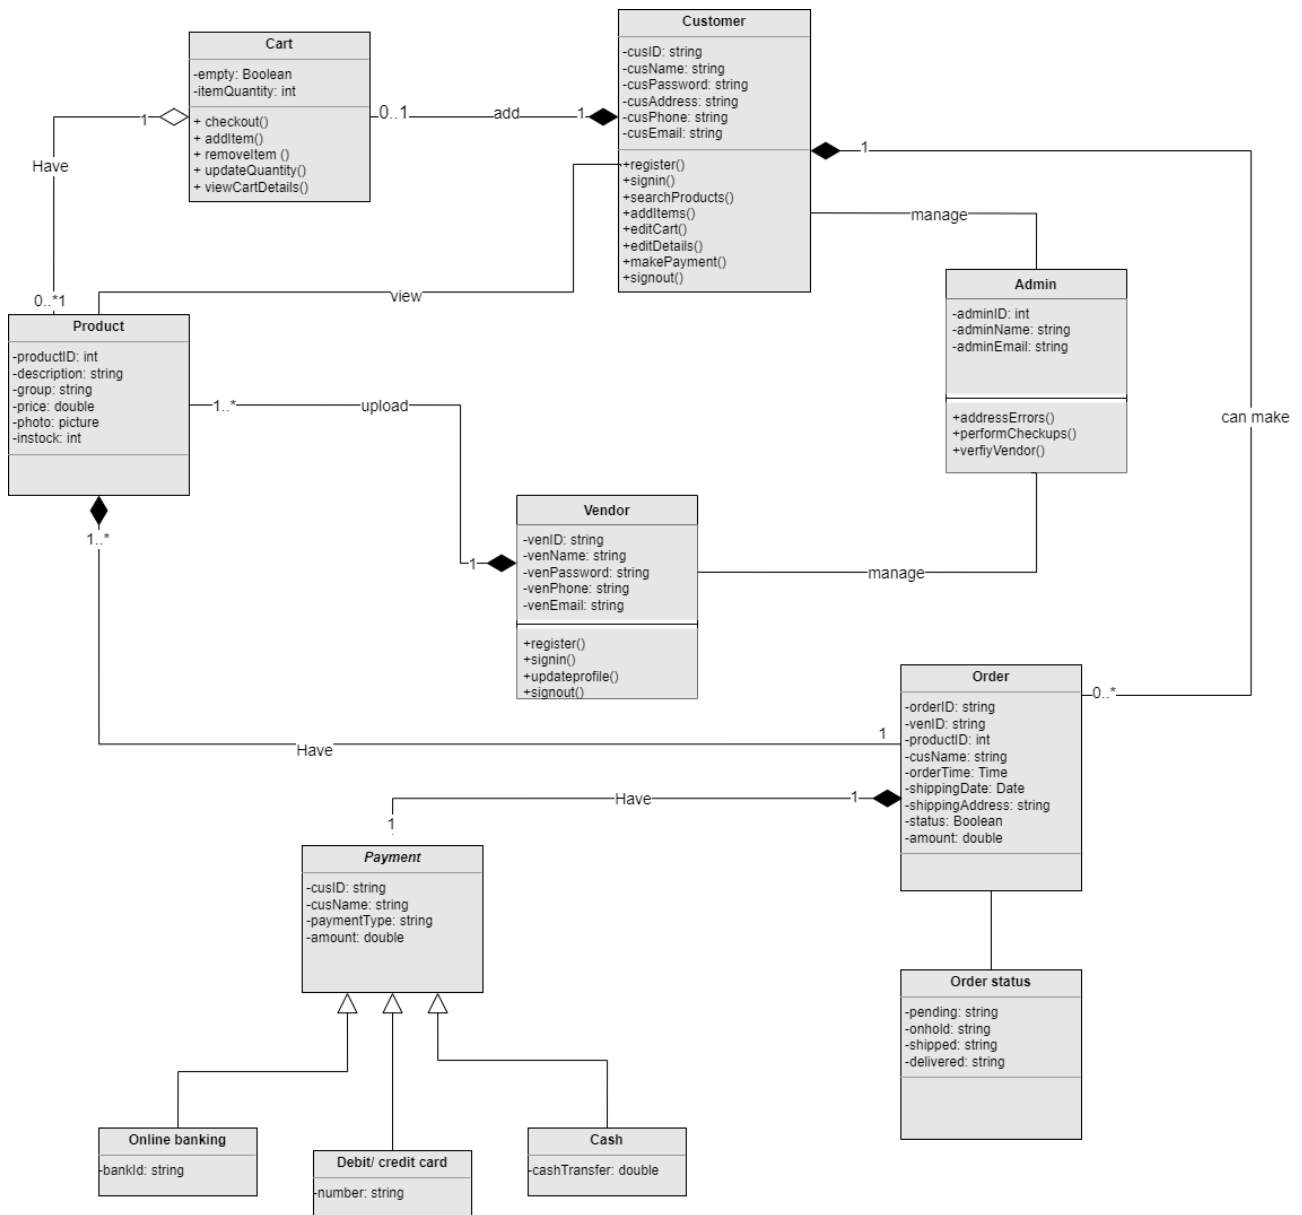 Customer
-cusID: string
-cusName: string
-cusPassword: string
-cusAddress: string
-cusPhone: string
-cusEmail: string
+register()
+signin()
+searchProducts()
+addItems()
+editCart()
+editDetails()
+makePayment()
+signout()
Cart
-empty: Boolean
-itemQuantity: int
+ checkout()
+ addItem()
+ removeItem ()
+ updateQuantity()
+ viewCartDetails()
0..1
add
1
1
1
Have
0..*1
view
manage
can make
Admin
-adminID: int
-adminName: string
-adminEmail: string
+addressErrors()
+performCheckups()
+verfiyVendor()
Product
-productID: int
-description: string
-group: string
-price: double
-photo: picture
-instock: int
1..*
upload
1
1..*
Vendor
-venID: string
-venName: string
-venPassword: string
-venPhone: string
-venEmail: string
+register()
+signin()
+updateprofile()
+signout()
manage
Order
-orderID: string
-venID: string
-productID: int
-cusName: string
-orderTime: Time
-shippingDate: Date
-shippingAddress: string
-status: Boolean
-amount: double
0..*
Have
1
Have
1
1
Payment
-cusID: string
-cusName: string
-paymentType: string
-amount: double
Order status
-pending: string
-onhold: string
-shipped: string
-delivered: string
Online banking
-bankId: string
Debit/ credit card
-number: string
Cash
-cashTransfer: double